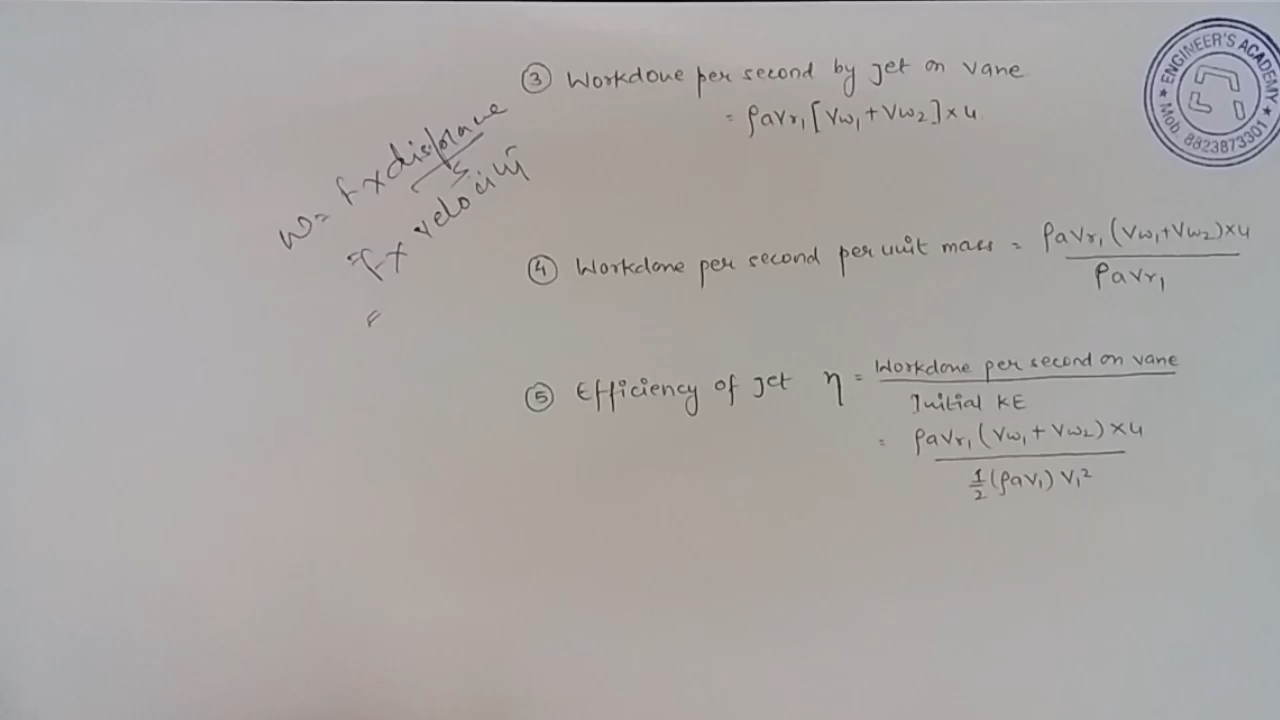 ③ Workdone per second by jet on vane
= ρavr₁[Vw₁+Vw₂]×u
W= F×displace
s
=F× velocity
=
④ Workdone per second per unit mass = ρavr₁(Vw₁+Vw₂)×u
ρavr₁
⑤ Efficiency of jet η = Workdone per second on vane
Initial KE
= ρavr₁(Vw₁+Vw₂)×u
½(ρav₁)V₁²
ENGINEER'S ACADEMY
Mob. 8823873301